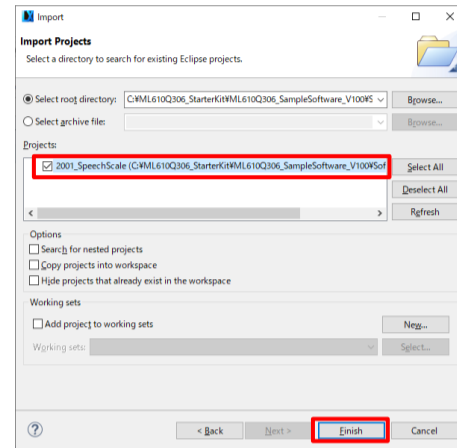 Import
Import Projects
Select a directory to search for existing Eclipse projects.
Select root directory: C:¥ML610Q306_StarterKit¥ML610Q306_SampleSoftware_V100¥S Browse...
Select archive file: Browse...
Projects:
2001_SpeechScale (C:¥ML610Q306_StarterKit¥ML610Q306_SampleSoftware_V100¥Sof Select All
Deselect All
Refresh
Options
Search for nested projects
Copy projects into workspace
Hide projects that already exist in the workspace
Working sets
Add project to working sets New...
Working sets: Select...
? < Back Next > Finish Cancel